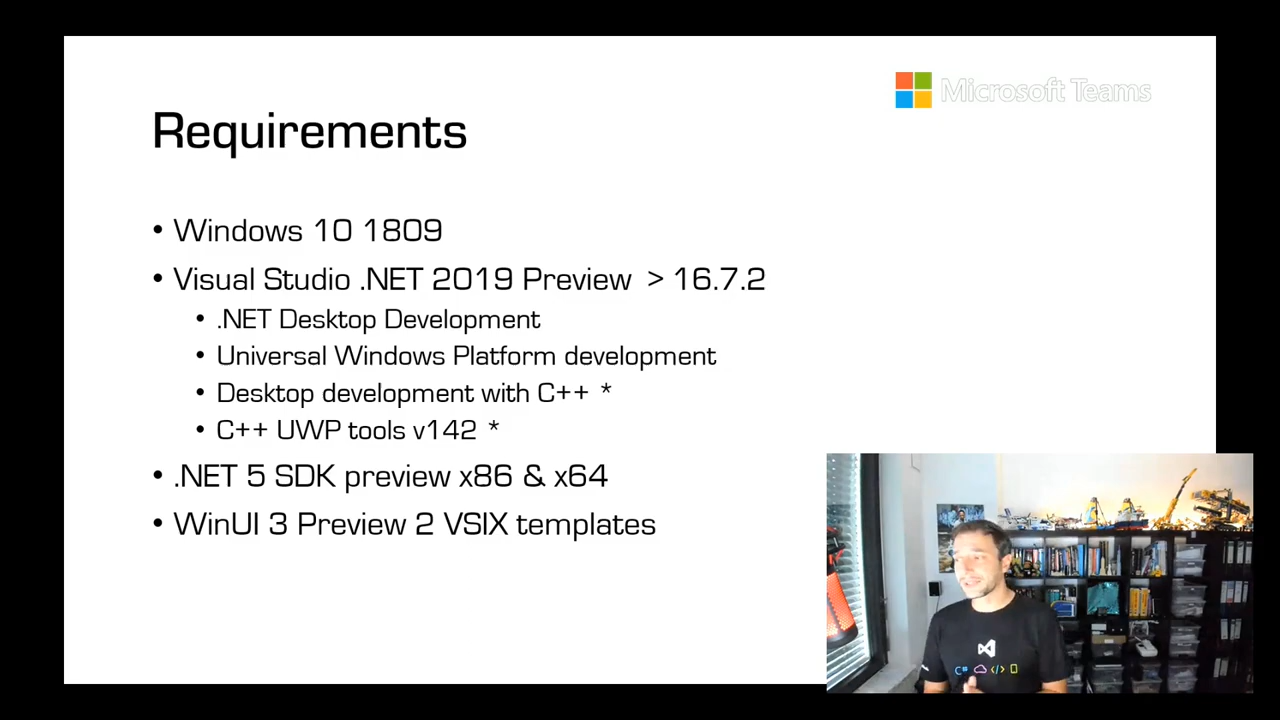 Microsoft Teams
Requirements
• Windows 10 1809
• Visual Studio .NET 2019 Preview > 16.7.2
• .NET Desktop Development
• Universal Windows Platform development
• Desktop development with C++ *
• C++ UWP tools v142 *
• .NET 5 SDK preview x86 & x64
• WinUI 3 Preview 2 VSIX templates
C# </>